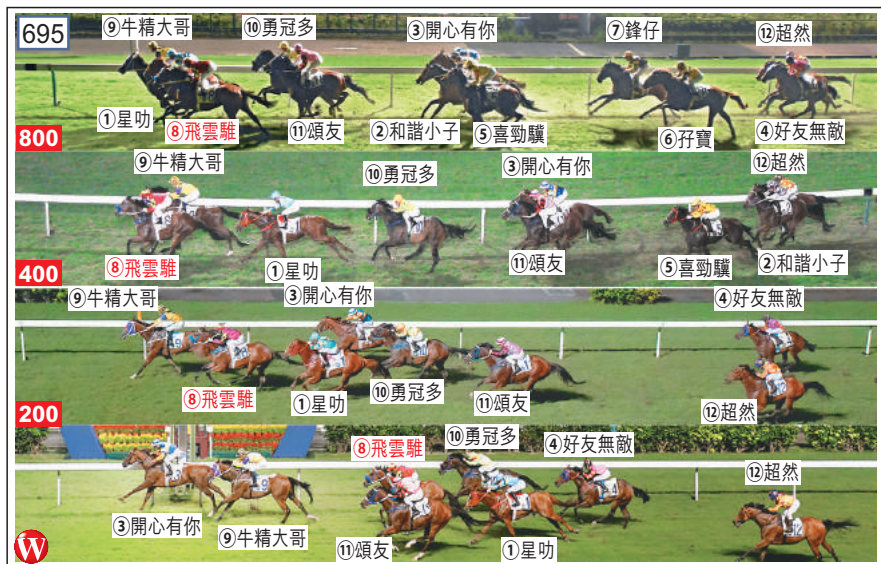 695
⑨牛精大哥 ⑩勇冠多 ③開心有你 ⑦鋒仔 ⑫超然
①星叻 ⑧飛雲騅 ⑪頌友 ②和諧小子 ⑤喜勁驥 ⑥孖寶 ④好友無敵
800
⑨牛精大哥 ⑩勇冠多 ③開心有你 ⑫超然
⑧飛雲騅 ①星叻 ⑪頌友 ⑤喜勁驥 ②和諧小子
400
⑨牛精大哥 ③開心有你 ④好友無敵
⑧飛雲騅 ①星叻 ⑩勇冠多 ⑪頌友 ⑫超然
200
⑧飛雲騅 ⑩勇冠多 ④好友無敵 ⑫超然
③開心有你 ⑨牛精大哥 ⑪頌友 ①星叻
W